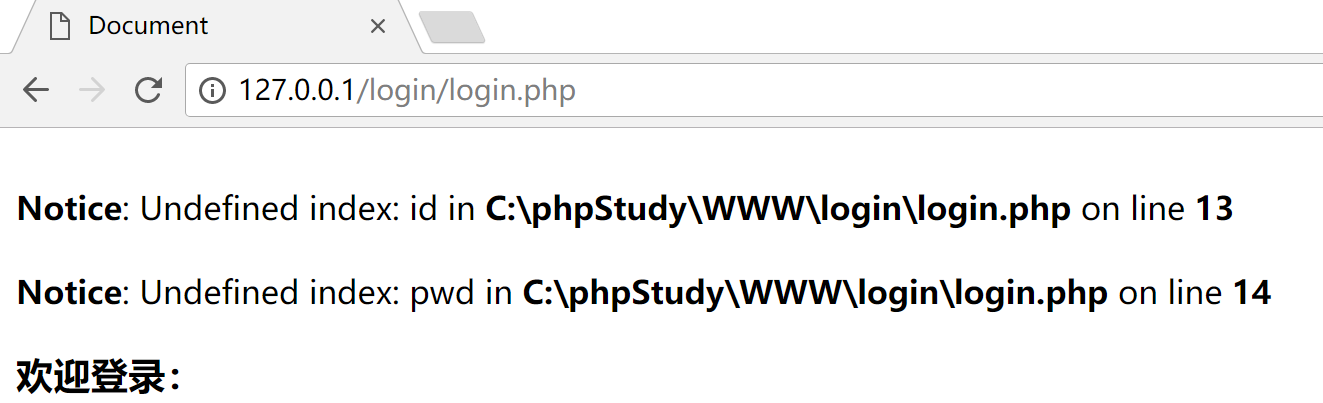 Document
127.0.0.1/login/login.php
Notice: Undefined index: id in C:\phpStudy\WWW\login\login.php on line 13
Notice: Undefined index: pwd in C:\phpStudy\WWW\login\login.php on line 14
欢迎登录：